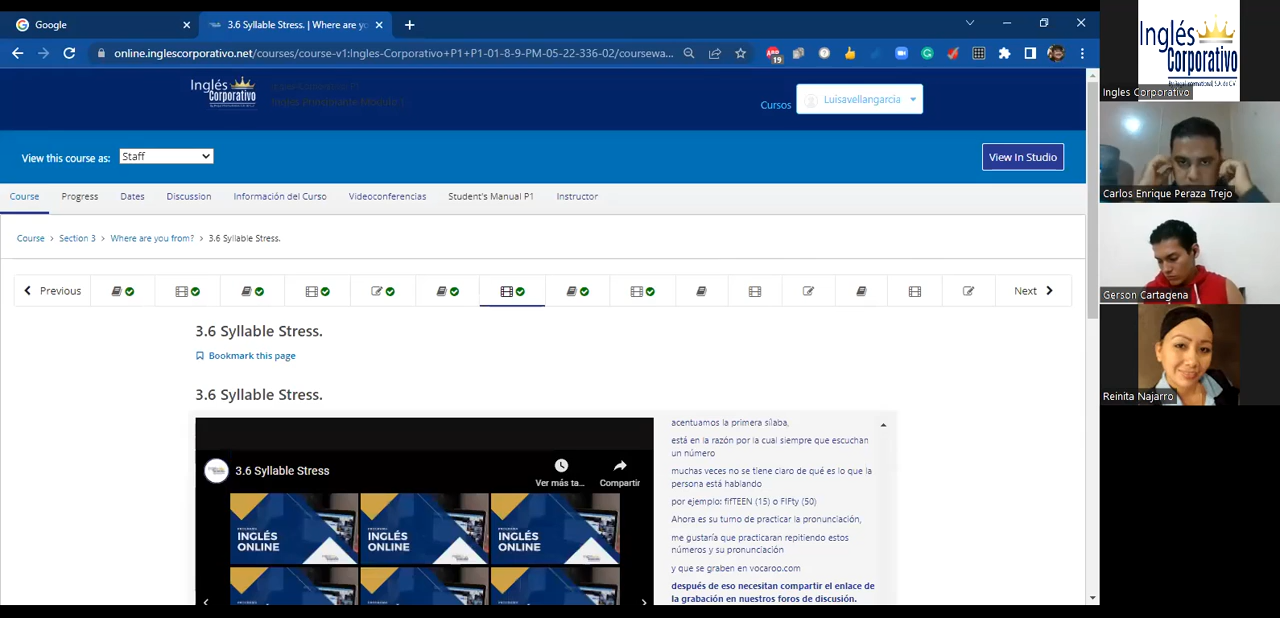 Google
3.6 Syllable Stress. | Where are yo
online.inglescorporativo.net/courses/course-v1:Ingles-Corporativo+P1+P1-01-S-9-PM-05-22-336-02/coursewa...
19
Inglés
Corporativo
Inglés Principiante Módulo 1
Cursos
Luisavellangarcia
View this course as:
Staff
View In Studio
Course
Progress
Dates
Discussion
Información del Curso
Videoconferencias
Student's Manual P1
Instructor
Course > Section 3 > Where are you from? > 3.6 Syllable Stress.
Previous
Next
3.6 Syllable Stress.
Bookmark this page
3.6 Syllable Stress.
3.6 Syllable Stress
Ver más ta...
Compartir
INGLÉS
ONLINE
INGLÉS
ONLINE
INGLÉS
ONLINE
acentuamos la primera sílaba,
está en la razón por la cual siempre que escuchan
un número
muchas veces no se tiene claro de qué es lo que la
persona está hablando
por ejemplo: fifTEEN (15) o FIFty (50)
Ahora es su turno de practicar la pronunciación,
me gustaría que practicaran repitiendo estos
números y su pronunciación
y que se graben en vocaroo.com
después de eso necesitan compartir el enlace de
la grabación en nuestros foros de discusión.
Inglés
Corporativo
Ingles Corporativo
Carlos Enrique Peraza Trejo
Gerson Cartagena
Reinita Najarro